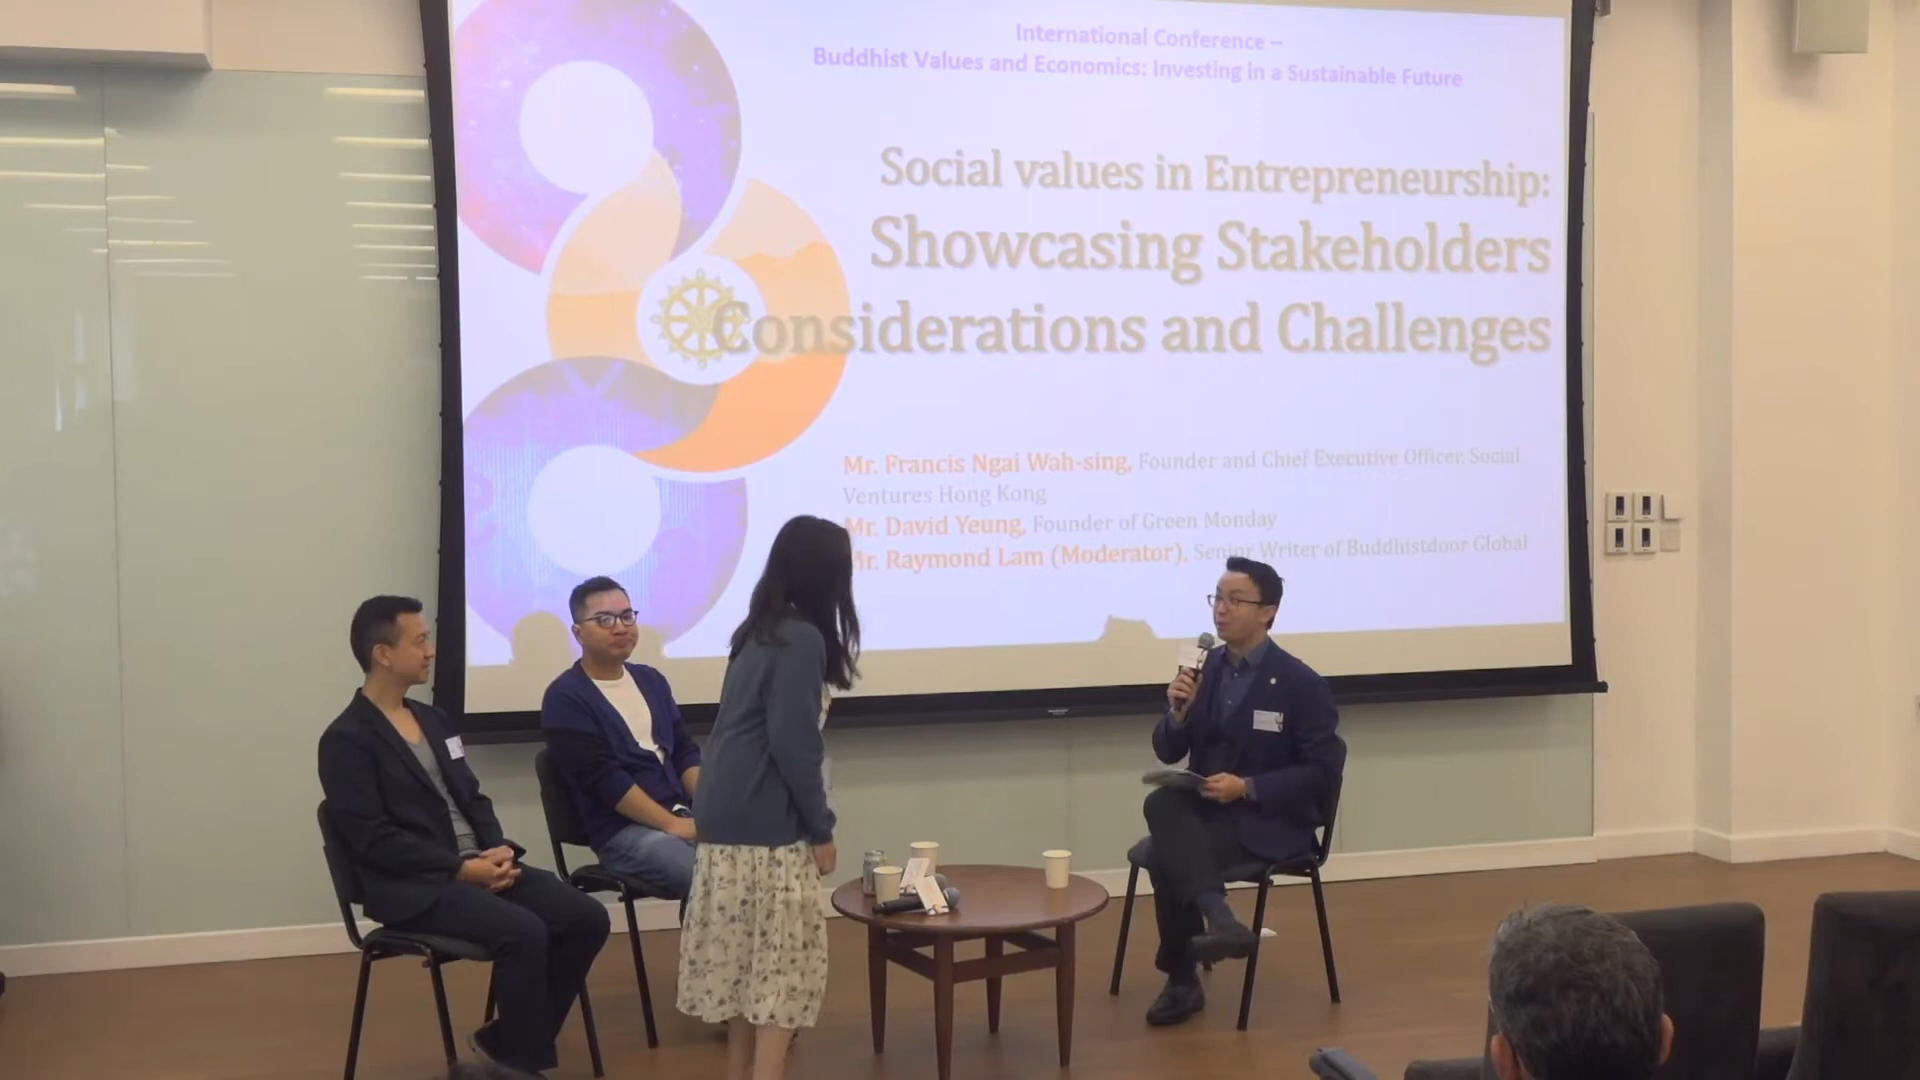 International Conference –
Buddhist Values and Economics: Investing in a Sustainable Future
Social values in Entrepreneurship:
Showcasing Stakeholders
Considerations and Challenges
Mr. Francis Ngai Wah-sing, Founder and Chief Executive Officer, Social
Ventures Hong Kong
Mr. David Yeung, Founder of Green Monday
Mr. Raymond Lam (Moderator), Senior Writer of Buddhistdoor Global